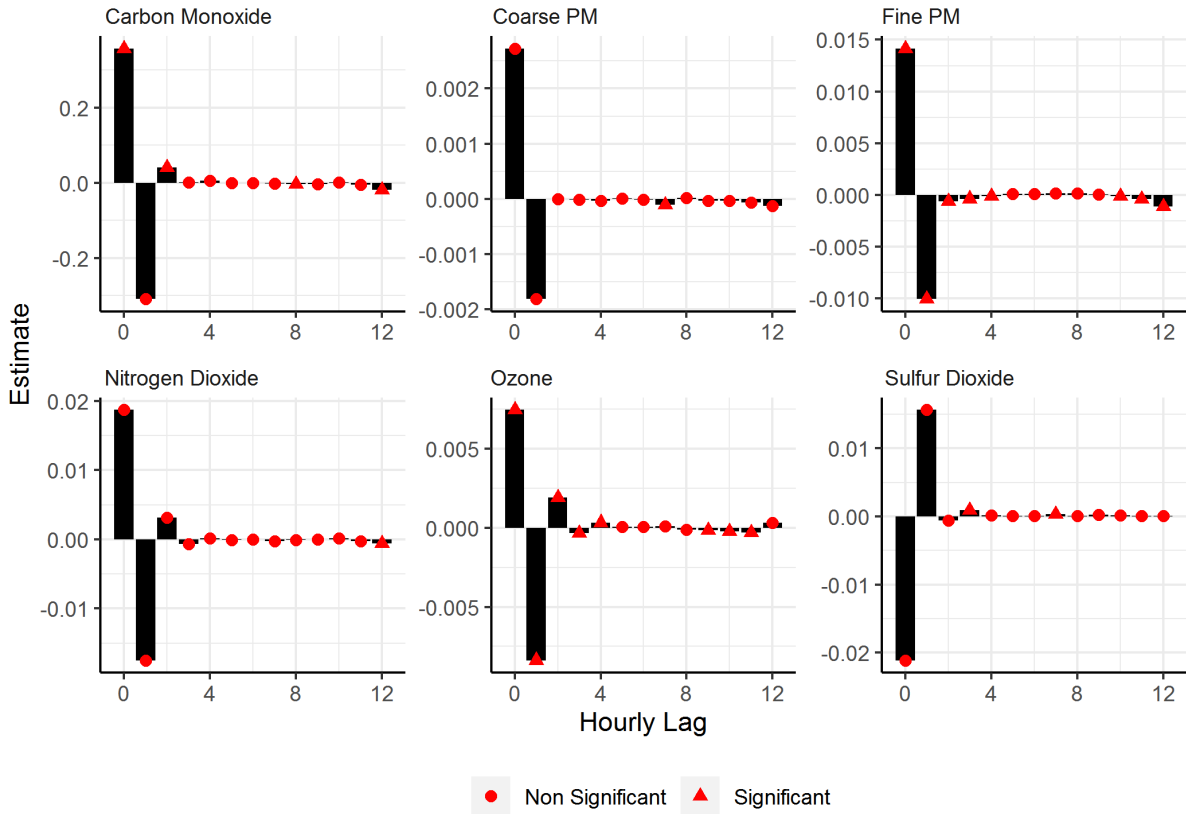 Carbon Monoxide
Coarse PM
Fine PM
0.2
0.0
-0.2
0 4 8 12
0.002
0.001
0.000
-0.001
-0.002
0 4 8 12
0.015
0.010
0.005
0.000
-0.005
-0.010
0 4 8 12
Estimate
Nitrogen Dioxide
Ozone
Sulfur Dioxide
0.02
0.01
0.00
-0.01
0 4 8 12
0.005
0.000
-0.005
0 4 8 12
0.01
0.00
-0.01
-0.02
0 4 8 12
Hourly Lag
Non Significant
Significant